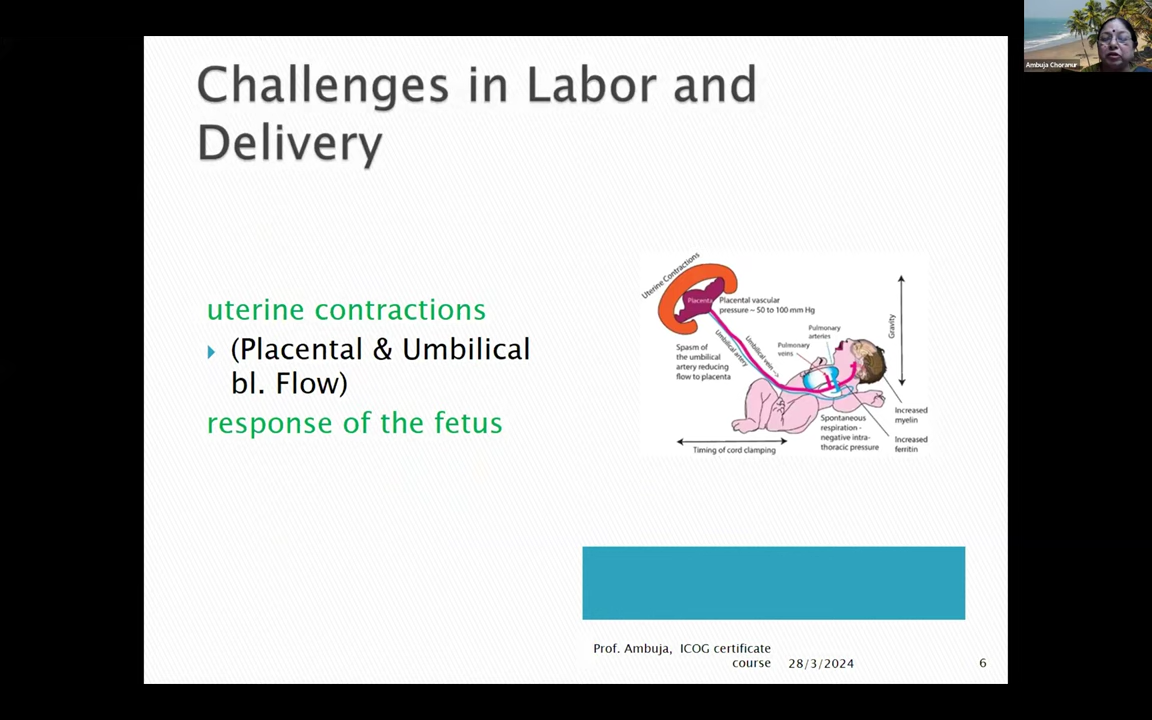 Ambuja Choranur
Challenges in Labor and
Delivery
uterine contractions
(Placental & Umbilical
bl. Flow)
response of the fetus
Uterine Contractions
Placenta
Placental vascular
pressure ~ 50 to 100 mm Hg
Spasm of
the umbilical
artery reducing
flow to placenta
Umbilical artery
Umbilical vein
Pulmonary
arteries
Pulmonary
veins
Gravity
Increased
myelin
Increased
ferritin
Spontaneous
respiration -
negative intra-
thoracic pressure
Timing of cord clamping
Prof. Ambuja, ICOG certificate
course
28/3/2024
6